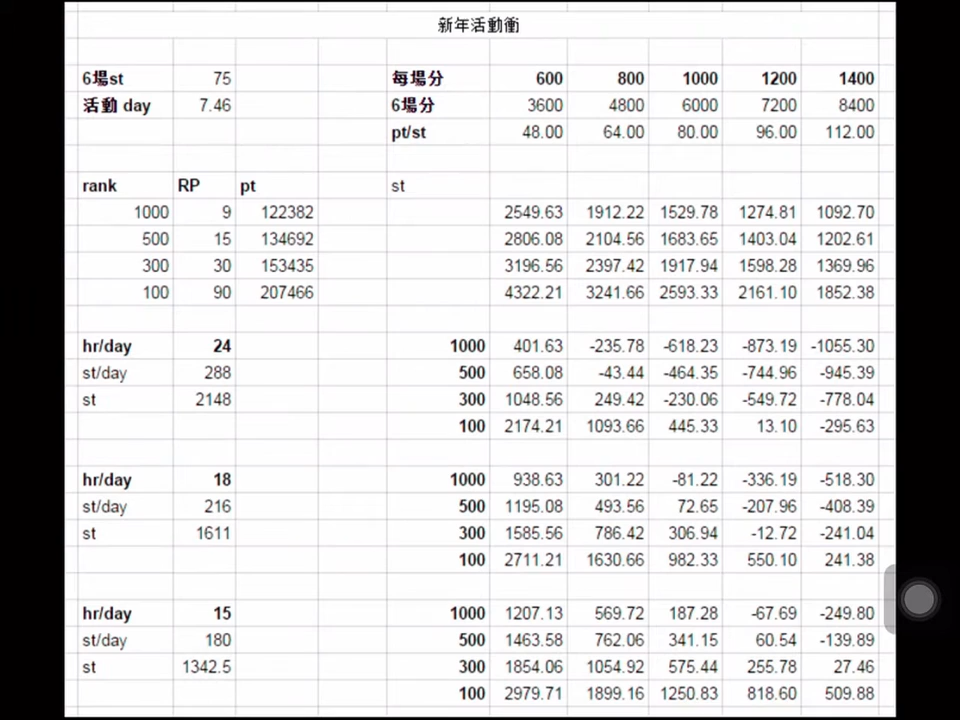 新年活動衝
6場st 75 每場分 600 800 1000 1200 1400
活動 day 7.46 6場分 3600 4800 6000 7200 8400
pt/st 48.00 64.00 80.00 96.00 112.00
rank RP pt st
1000 9 122382 2549.63 1912.22 1529.78 1274.81 1092.70
500 15 134692 2806.08 2104.56 1683.65 1403.04 1202.61
300 30 153435 3196.56 2397.42 1917.94 1598.28 1369.96
100 90 207466 4322.21 3241.66 2593.33 2161.10 1852.38
hr/day 24 1000 401.63 -235.78 -618.23 -873.19 -1055.30
st/day 288 500 658.08 -43.44 -464.35 -744.96 -945.39
st 2148 300 1048.56 249.42 -230.06 -549.72 -778.04
100 2174.21 1093.66 445.33 13.10 -295.63
hr/day 18 1000 938.63 301.22 -81.22 -336.19 -518.30
st/day 216 500 1195.08 493.56 72.65 -207.96 -408.39
st 1611 300 1585.56 786.42 306.94 -12.72 -241.04
100 2711.21 1630.66 982.33 550.10 241.38
hr/day 15 1000 1207.13 569.72 187.28 -67.69 -249.80
st/day 180 500 1463.58 762.06 341.15 60.54 -139.89
st 1342.5 300 1854.06 1054.92 575.44 255.78 27.46
100 2979.71 1899.16 1250.83 818.60 509.88